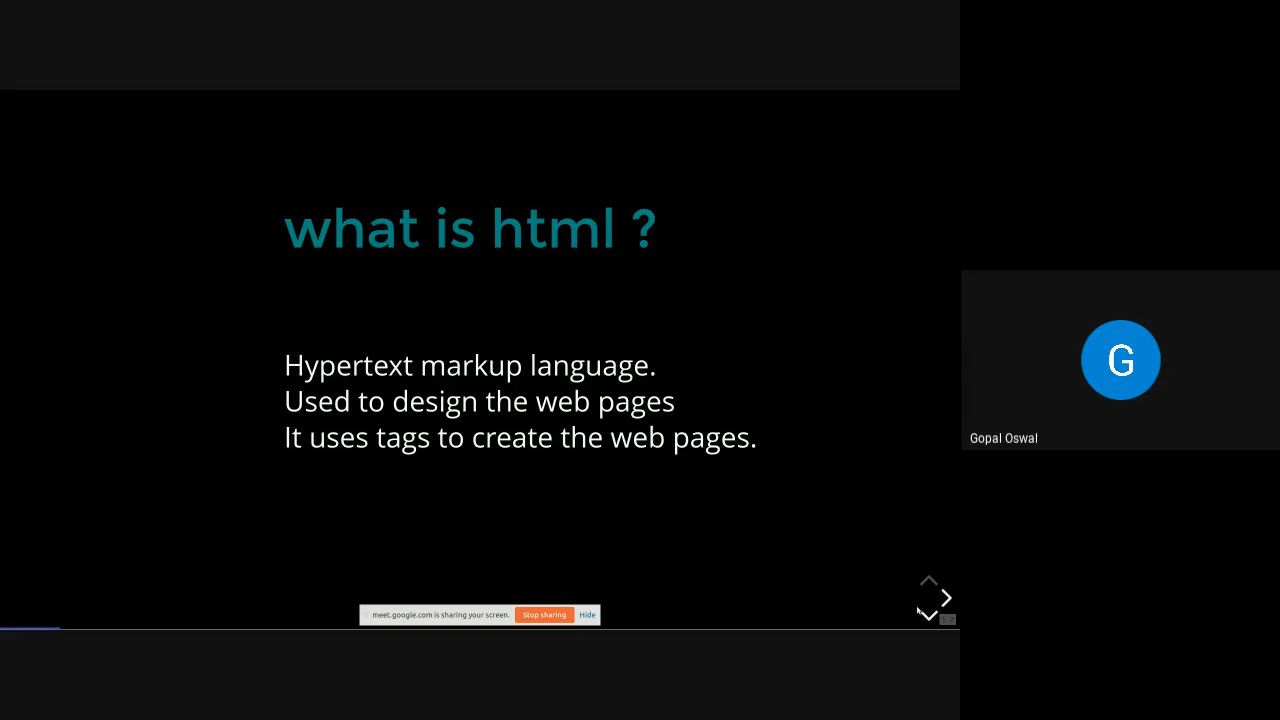 what is html ?
Hypertext markup language.
Used to design the web pages
It uses tags to create the web pages.
G
Gopal Oswal
meet.google.com is sharing your screen. Stop sharing Hide